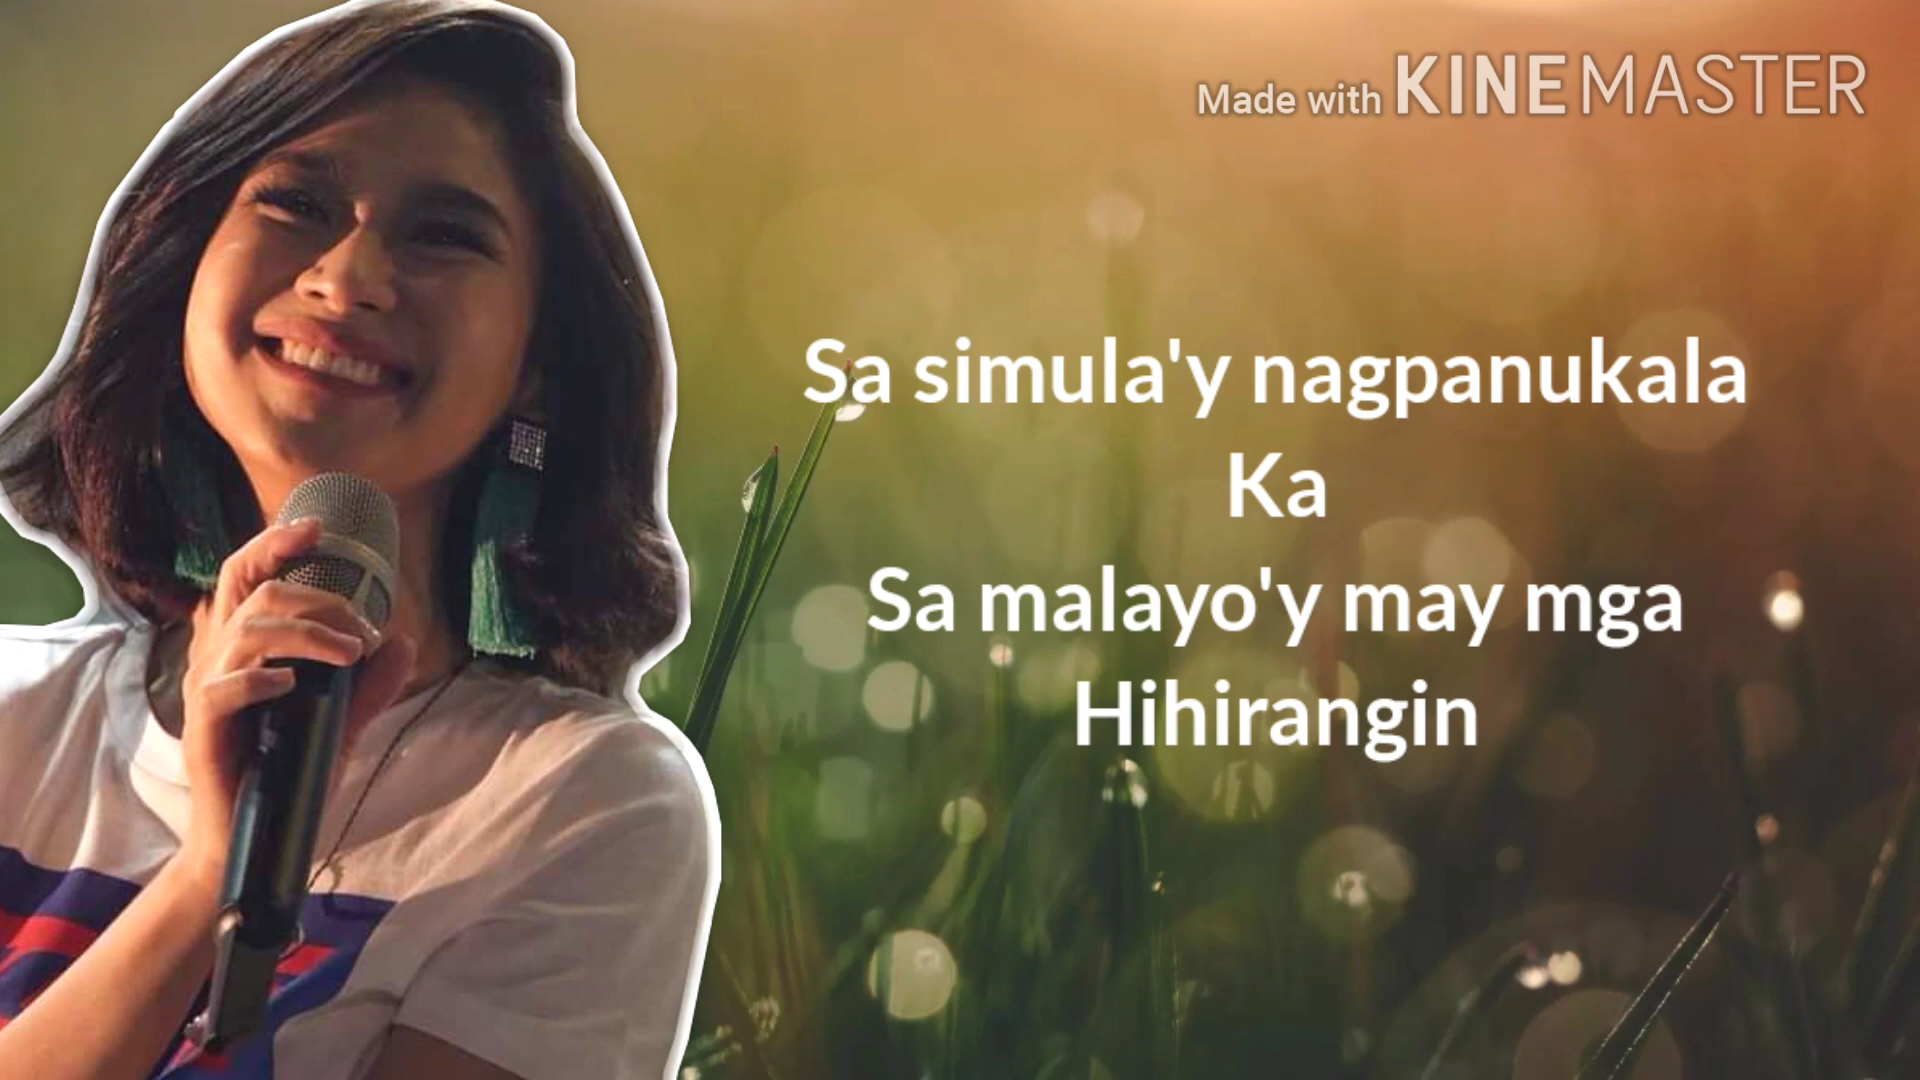 Made with KINEMASTER
Sa simula'y nagpanukala
Ka
Sa malayo'y may mga
Hihirangin